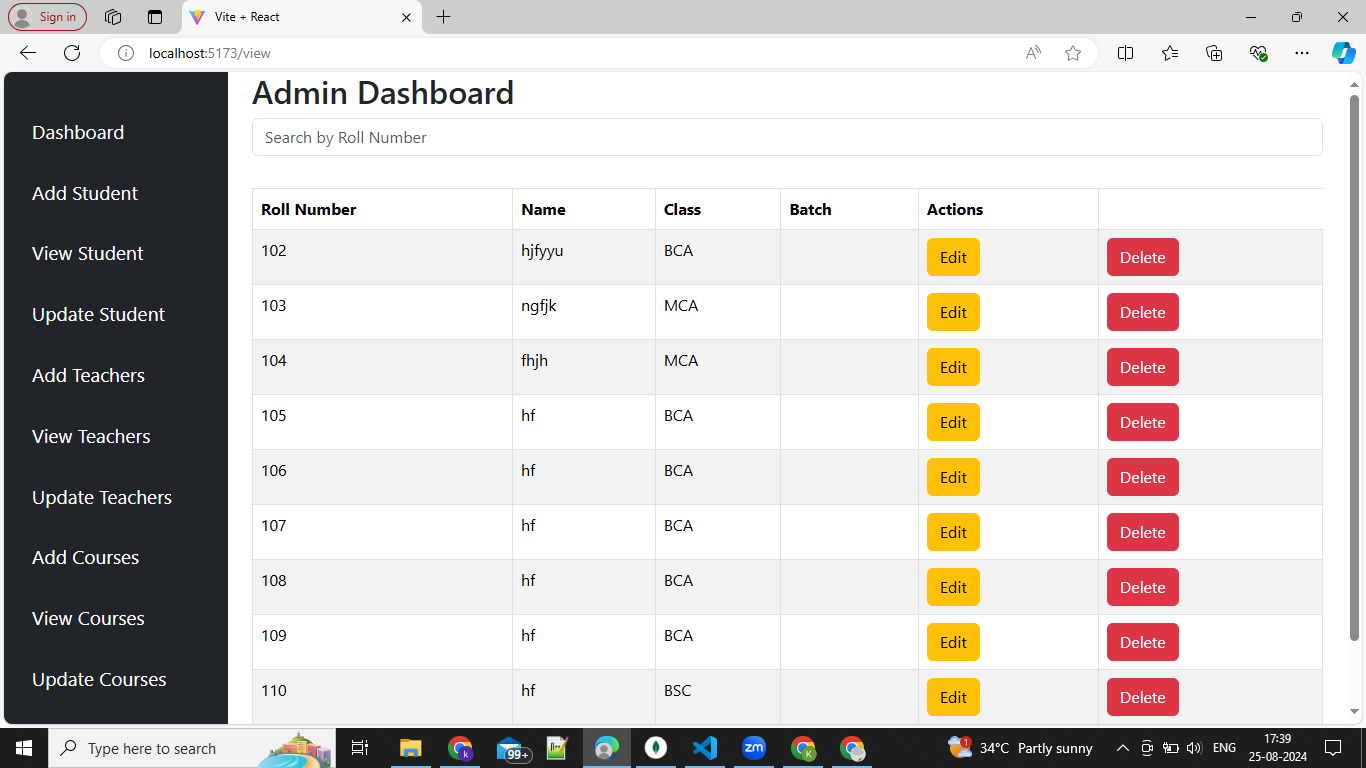 Sign in
Vite + React
localhost:5173/view
Admin Dashboard
Search by Roll Number
Dashboard
Add Student
View Student
Update Student
Add Teachers
View Teachers
Update Teachers
Add Courses
View Courses
Update Courses
Roll Number Name Class Batch Actions
102 hjfyyu BCA Edit Delete
103 ngfjk MCA Edit Delete
104 fhjh MCA Edit Delete
105 hf BCA Edit Delete
106 hf BCA Edit Delete
107 hf BCA Edit Delete
108 hf BCA Edit Delete
109 hf BCA Edit Delete
110 hf BSC Edit Delete
Type here to search
k
99+
zm
K
1
34°C Partly sunny
ENG
17:39
25-08-2024